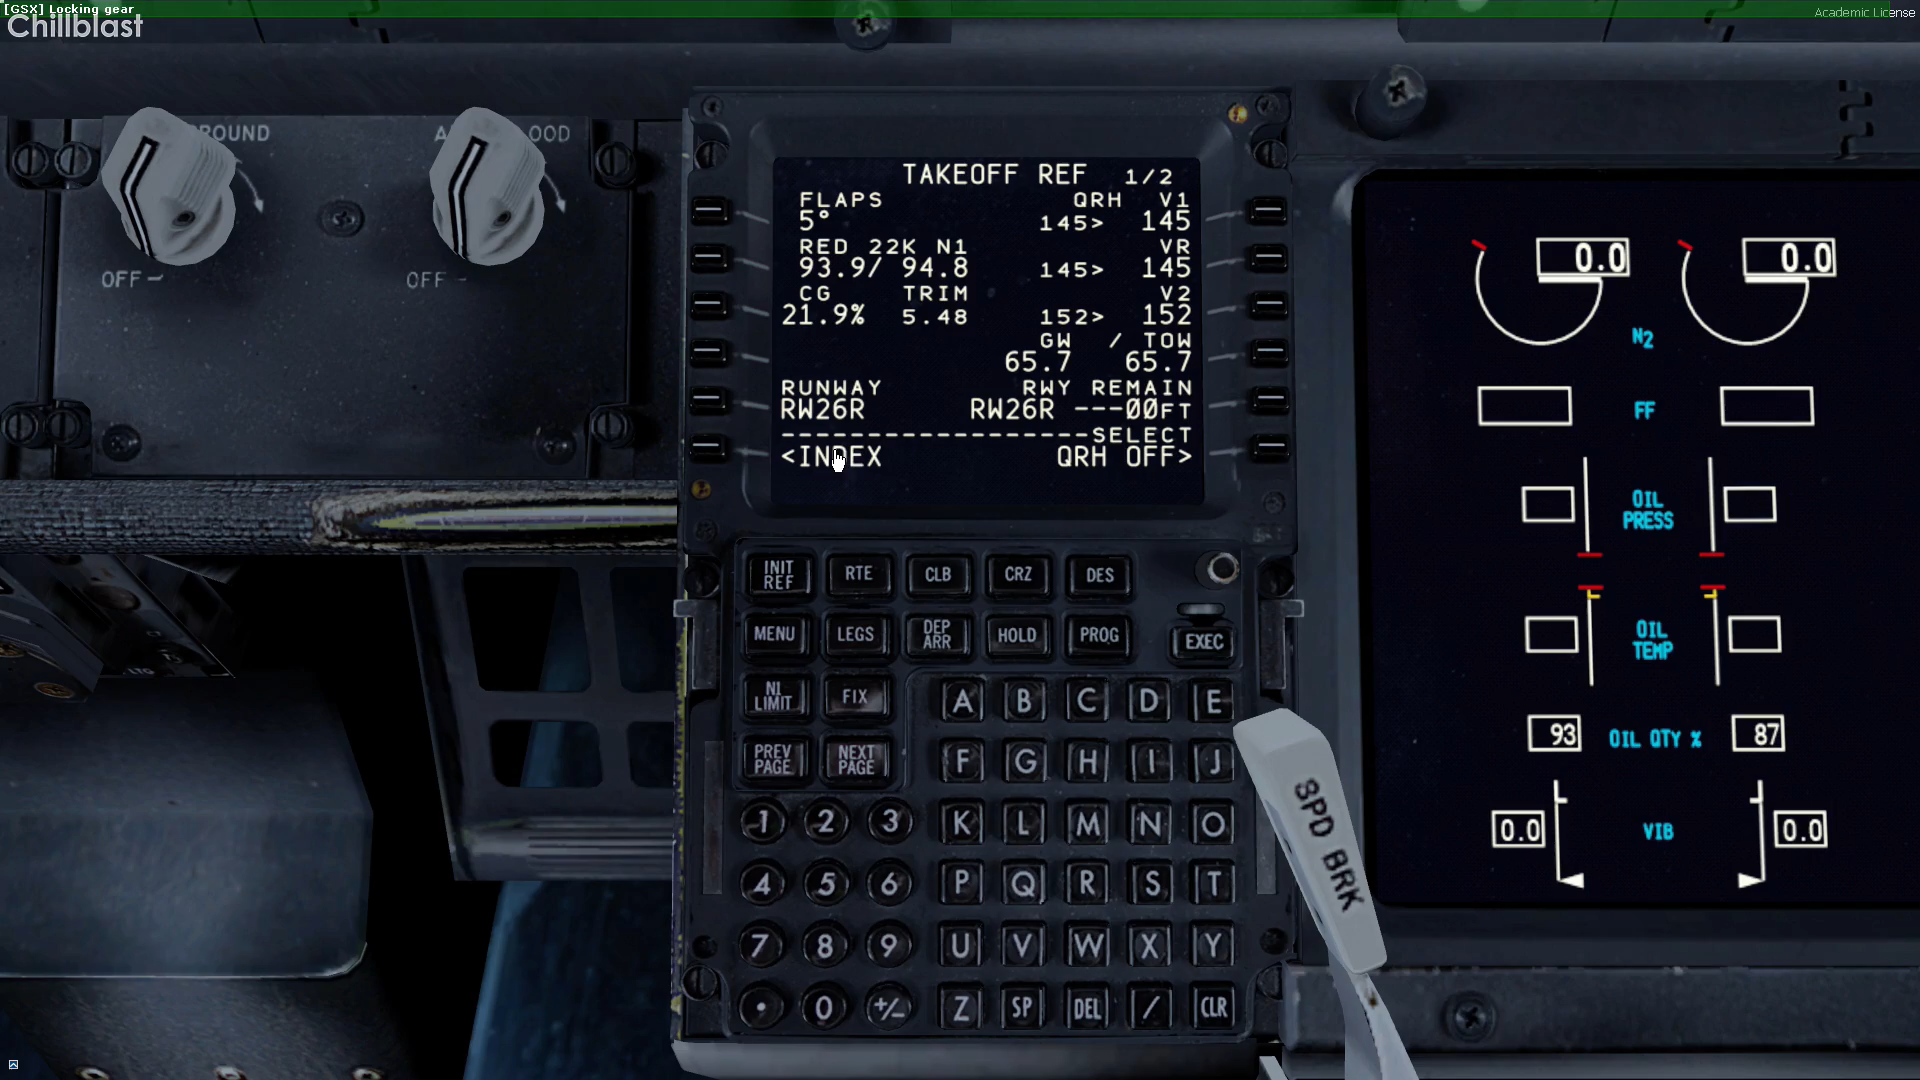 [GSX] Locking gear
Chillblast
Academic License
OFF
OFF
TAKEOFF REF 1/2
FLAPS QRH V1
5° 145> 145
RED 22K N1 VR
93.9/ 94.8 145> 145
CG TRIM V2
21.9% 5.48 152> 152
GW / TOW
65.7 65.7
RUNWAY RWY REMAIN
RW26R RW26R ---00FT
------------------SELECT
<INDEX QRH OFF>
INIT REF RTE CLB CRZ DES
MENU LEGS DEP ARR HOLD PROG EXEC
N1 LIMIT FIX
PREV PAGE NEXT PAGE
A B C D E
F G H I J
1 2 3 K L M N O
4 5 6 P Q R S T
7 8 9 U V W X Y
. 0 +/- Z SP DEL / CLR
SPD BRK
LTG
0.0 0.0
N2
FF
OIL
PRESS
OIL
TEMP
93 OIL QTY % 87
0.0 VIB 0.0